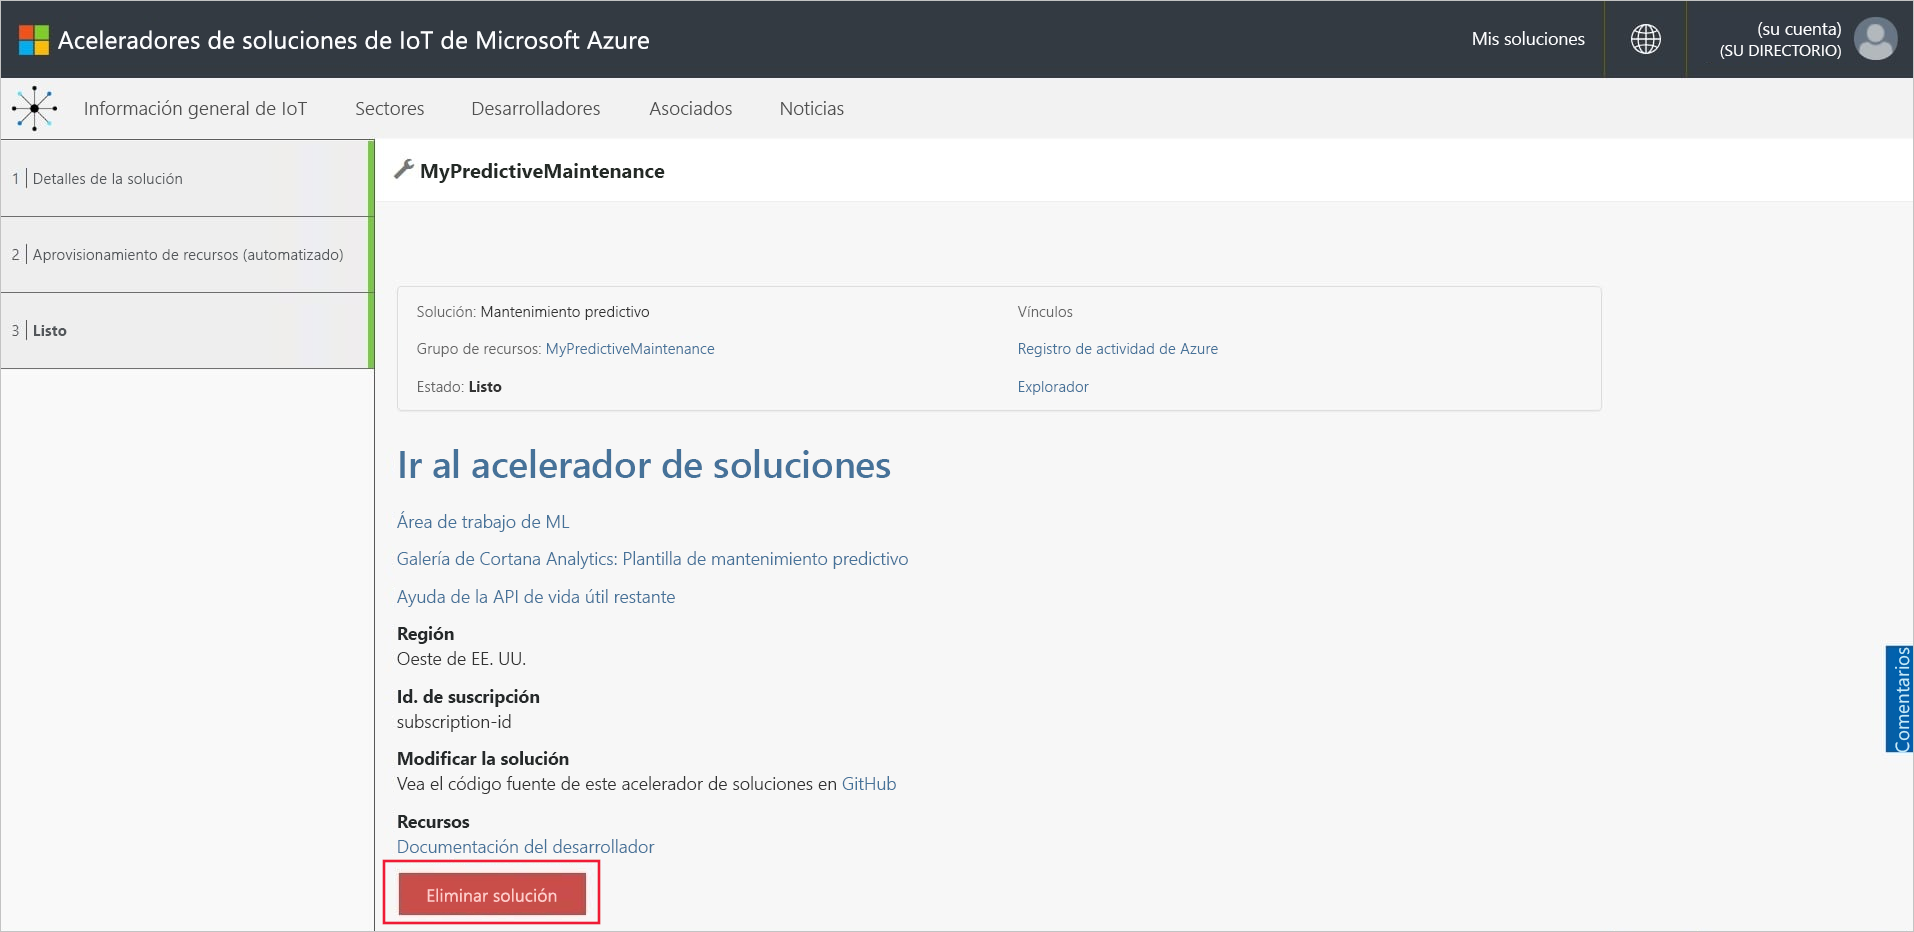 Aceleradores de soluciones de IoT de Microsoft Azure
Mis soluciones
(su cuenta)
(SU DIRECTORIO)
Información general de IoT
Sectores
Desarrolladores
Asociados
Noticias
1 Detalles de la solución
2 Aprovisionamiento de recursos (automatizado)
3 Listo
MyPredictiveMaintenance
Solución: Mantenimiento predictivo
Grupo de recursos: MyPredictiveMaintenance
Estado: Listo
Vínculos
Registro de actividad de Azure
Explorador
Ir al acelerador de soluciones
Área de trabajo de ML
Galería de Cortana Analytics: Plantilla de mantenimiento predictivo
Ayuda de la API de vida útil restante
Región
Oeste de EE. UU.
Id. de suscripción
subscription-id
Modificar la solución
Vea el código fuente de este acelerador de soluciones en GitHub
Recursos
Documentación del desarrollador
Eliminar solución
Comentarios